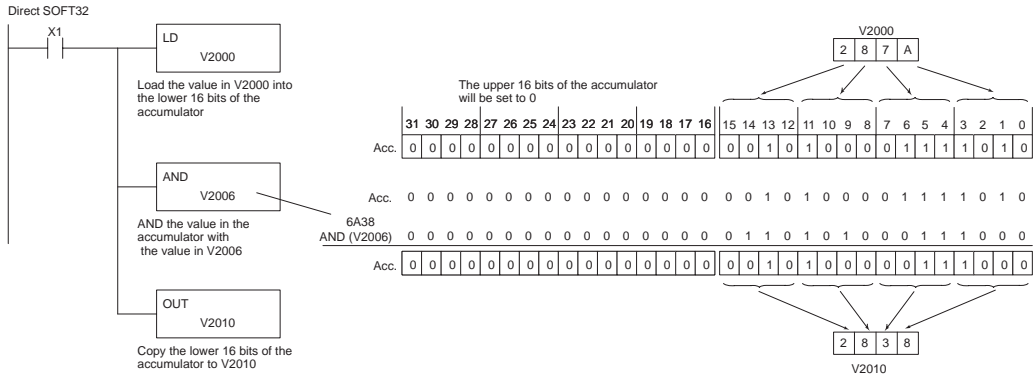 Direct SOFT32
X1
LD
V2000
Load the value in V2000 into
the lower 16 bits of the
accumulator
AND
V2006
AND the value in the
accumulator with
the value in V2006
OUT
V2010
Copy the lower 16 bits of the
accumulator to V2010
V2000
2 8 7 A
The upper 16 bits of the accumulator
will be set to 0
31 30 29 28 27 26 25 24 23 22 21 20 19 18 17 16 15 14 13 12 11 10 9 8 7 6 5 4 3 2 1 0
Acc. 0 0 0 0 0 0 0 0 0 0 0 0 0 0 0 0 0 0 1 0 1 0 0 0 0 1 1 1 1 0 1 0
Acc. 0 0 0 0 0 0 0 0 0 0 0 0 0 0 0 0 0 0 1 0 1 0 0 0 0 1 1 1 1 0 1 0
6A38
AND (V2006) 0 0 0 0 0 0 0 0 0 0 0 0 0 0 0 0 0 1 1 0 1 0 1 0 0 0 1 1 1 0 0 0
Acc. 0 0 0 0 0 0 0 0 0 0 0 0 0 0 0 0 0 0 1 0 1 0 0 0 0 0 1 1 1 0 0 0
2 8 3 8
V2010